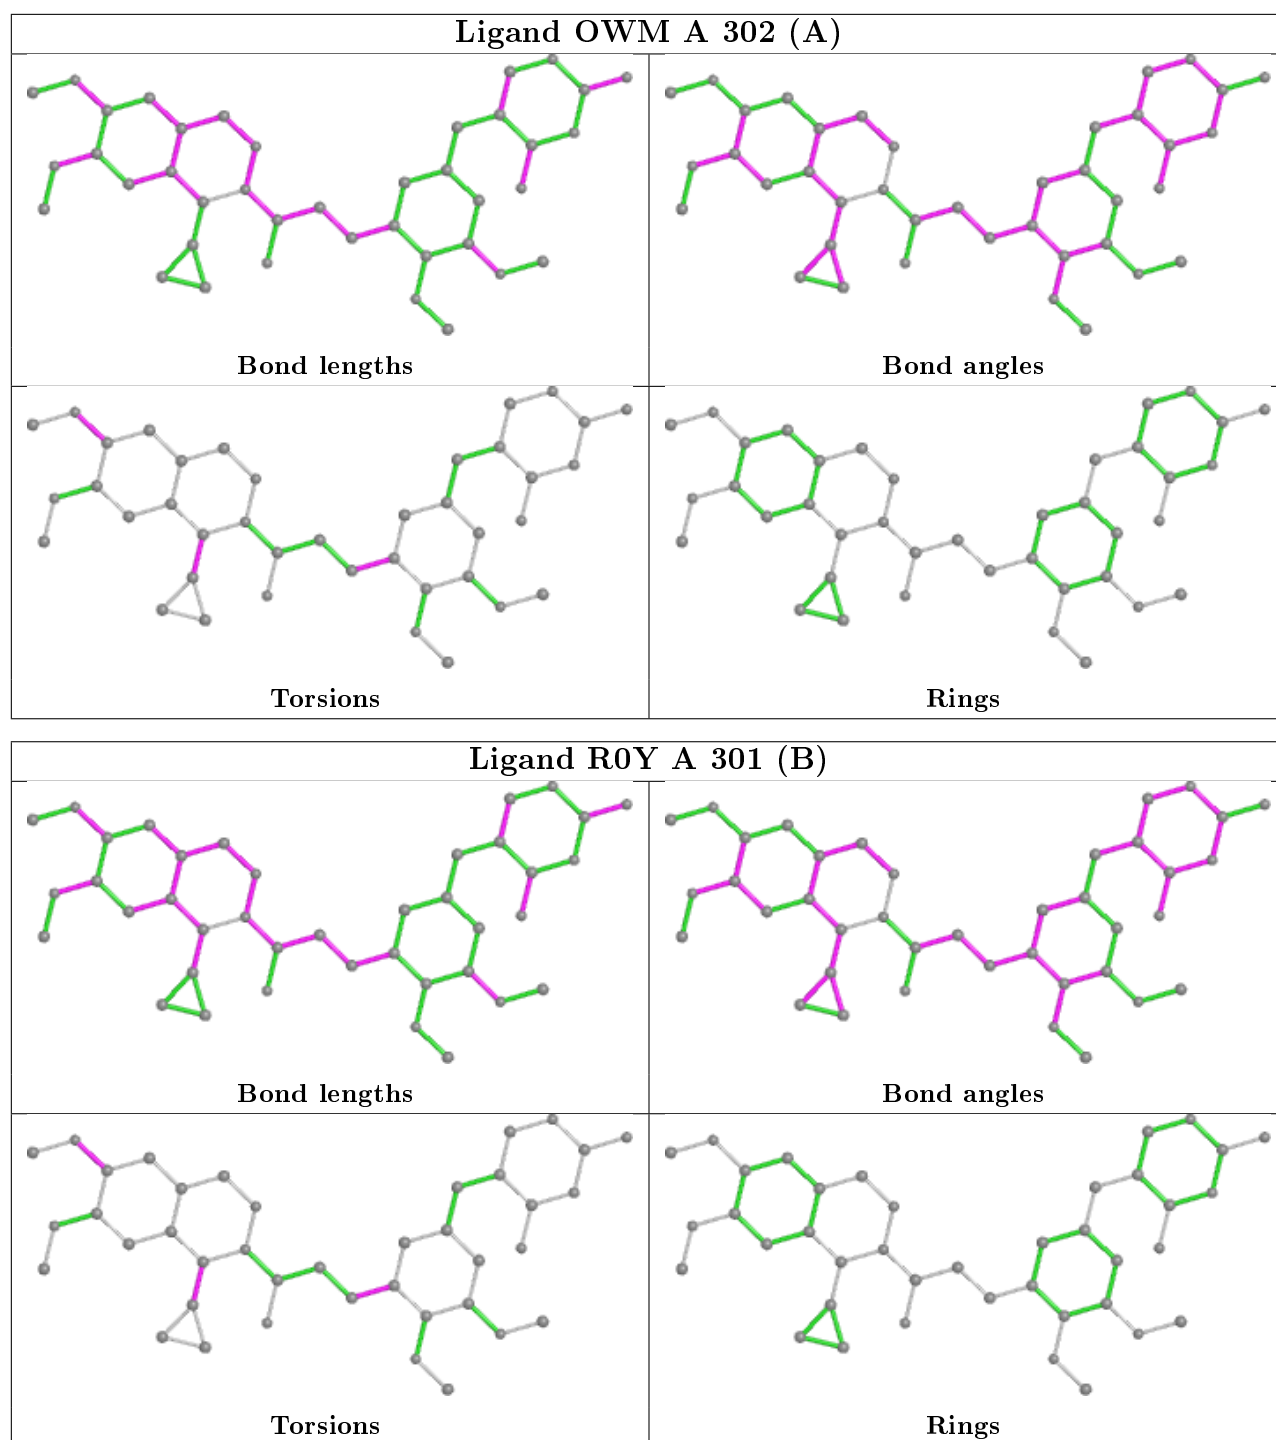 Ligand OWM A 302 (A)
Bond lengths
Bond angles
Torsions
Rings
Ligand R0Y A 301 (B)
Bond lengths
Bond angles
Torsions
Rings